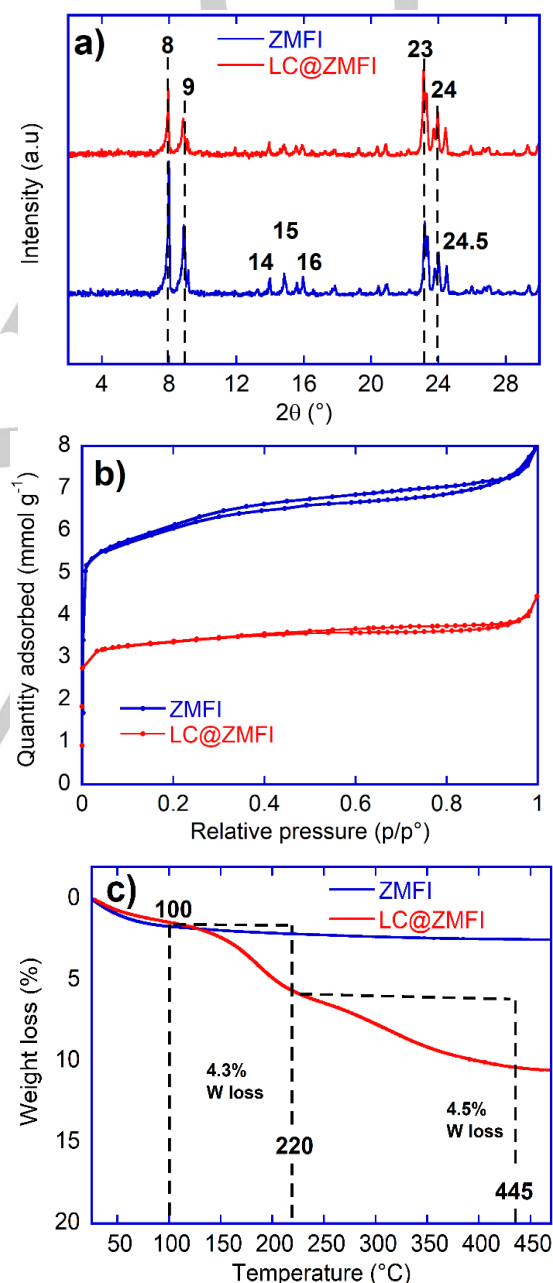 a)
ZMFI
LC@ZMFI
8
9
23
24
14
15
16
24.5
Intensity (a.u)
4 8 12 16 20 24 28
2θ (°)
b)
8
7
6
5
4
3
2
1
0
Quantity adsorbed (mmol g⁻¹)
ZMFI
LC@ZMFI
0 0.2 0.4 0.6 0.8 1
Relative pressure (p/p°)
c)
ZMFI
LC@ZMFI
0
5
10
15
20
Weight loss (%)
100
4.3%
W loss
220
4.5%
W loss
445
50 100 150 200 250 300 350 400 450
Temperature (°C)